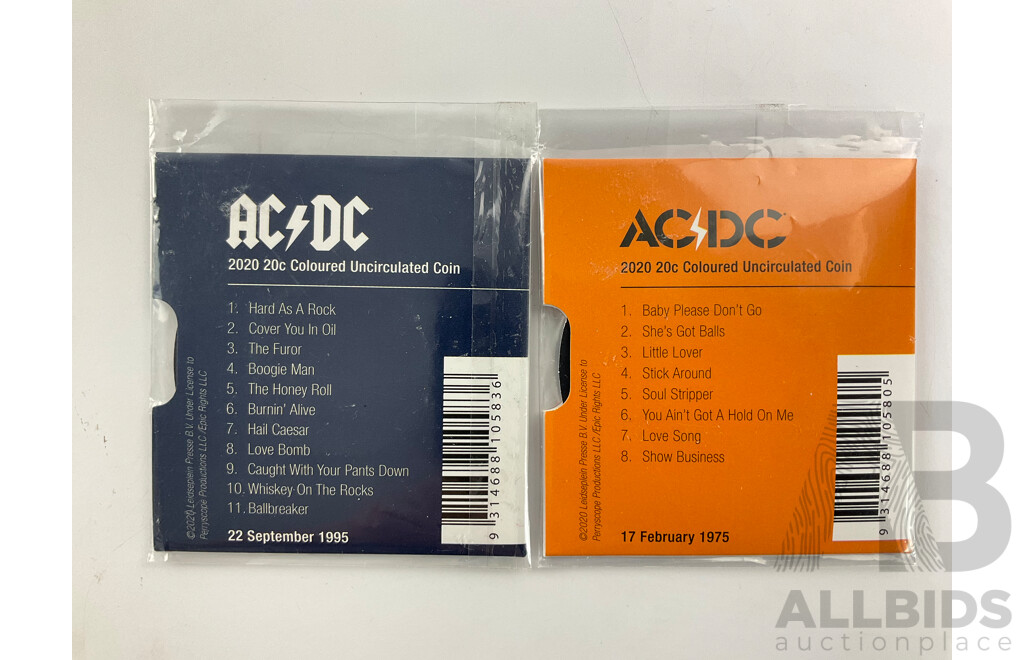 AC DC
2020 20c Coloured Uncirculated Coin
1. Hard As A Rock
2. Cover You In Oil
3. The Furor
4. Boogie Man
5. The Honey Roll
6. Burnin' Alive
7. Hail Caesar
8. Love Bomb
9. Caught With Your Pants Down
10. Whiskey On The Rocks
11. Ballbreaker
22 September 1995
©2020 Leidseplein Presse B.V. Under License to
Perryscope Productions LLC /Epic Rights LLC
9 314688 105836
AC DC
2020 20c Coloured Uncirculated Coin
1. Baby Please Don't Go
2. She's Got Balls
3. Little Lover
4. Stick Around
5. Soul Stripper
6. You Ain't Got A Hold On Me
7. Love Song
8. Show Business
17 February 1975
©2020 Leidseplein Presse B.V. Under License to
Perryscope Productions LLC /Epic Rights LLC
9 314688 105805
AB
ALLBIDS
auctionplace